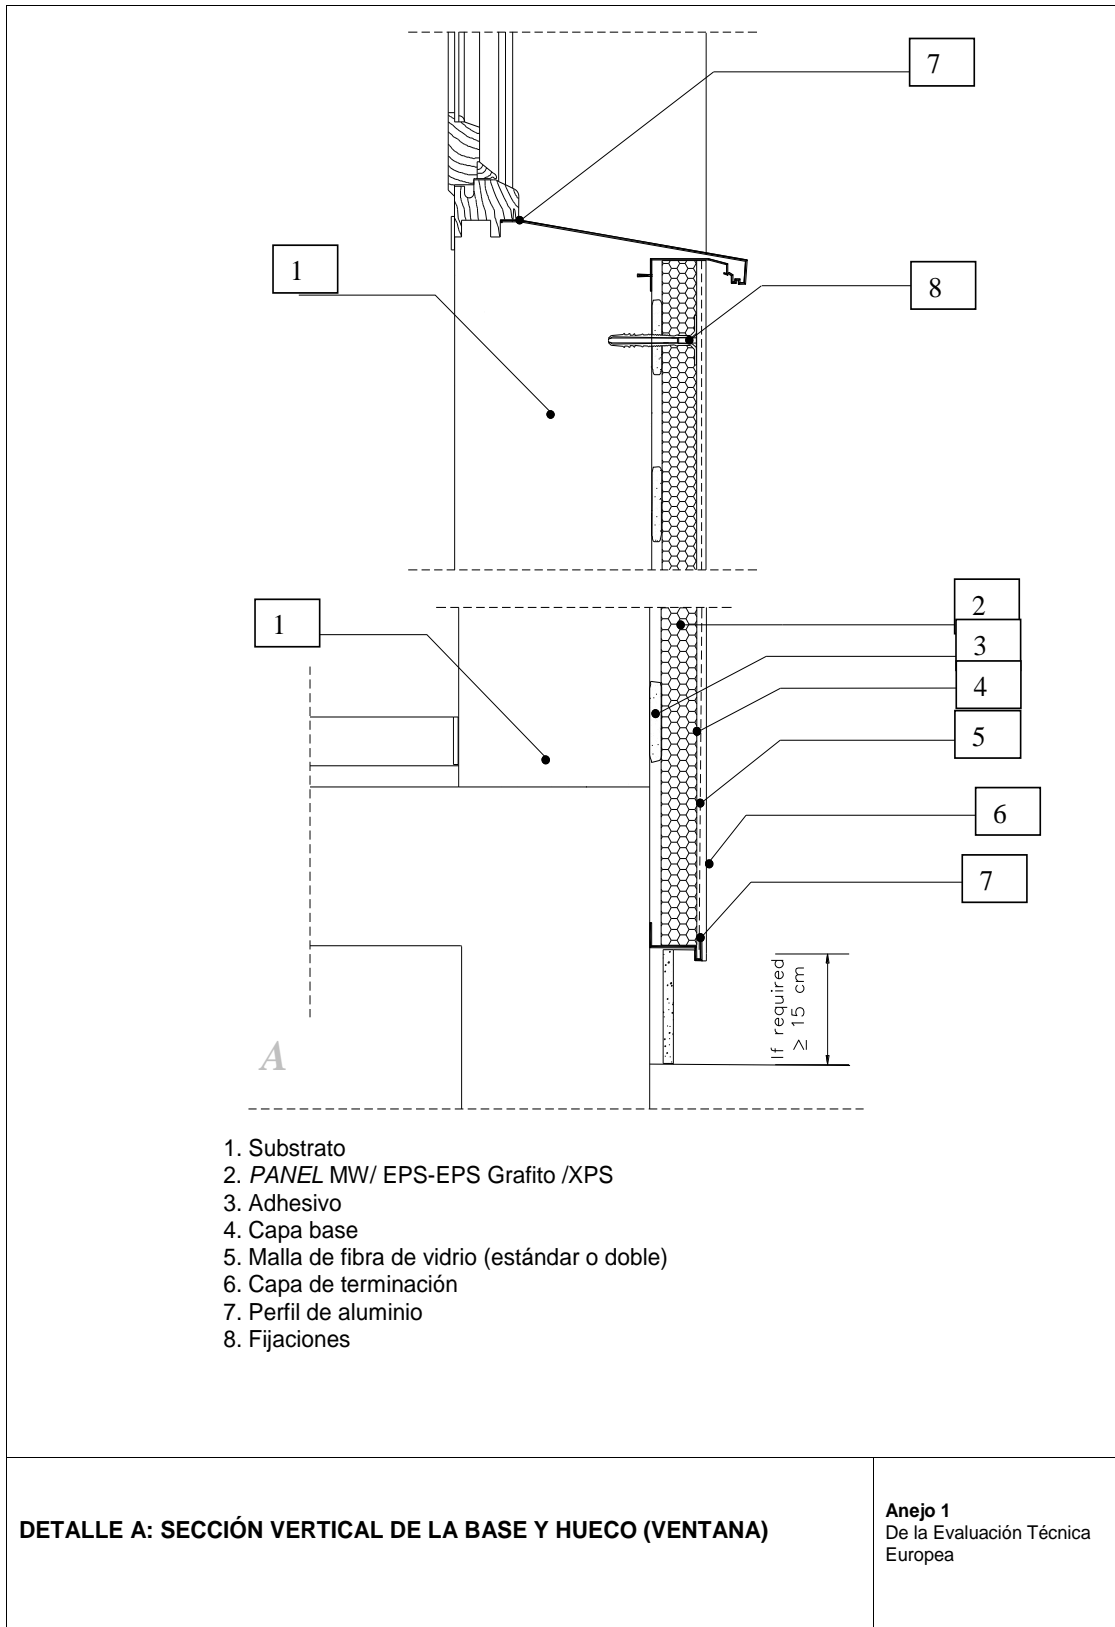 7
1
8
1
2
3
4
5
6
7
If required
≥ 15 cm
A
1. Substrato
2. PANEL MW/ EPS-EPS Grafito /XPS
3. Adhesivo
4. Capa base
5. Malla de fibra de vidrio (estándar o doble)
6. Capa de terminación
7. Perfil de aluminio
8. Fijaciones
DETALLE A: SECCIÓN VERTICAL DE LA BASE Y HUECO (VENTANA)
Anejo 1
De la Evaluación Técnica
Europea